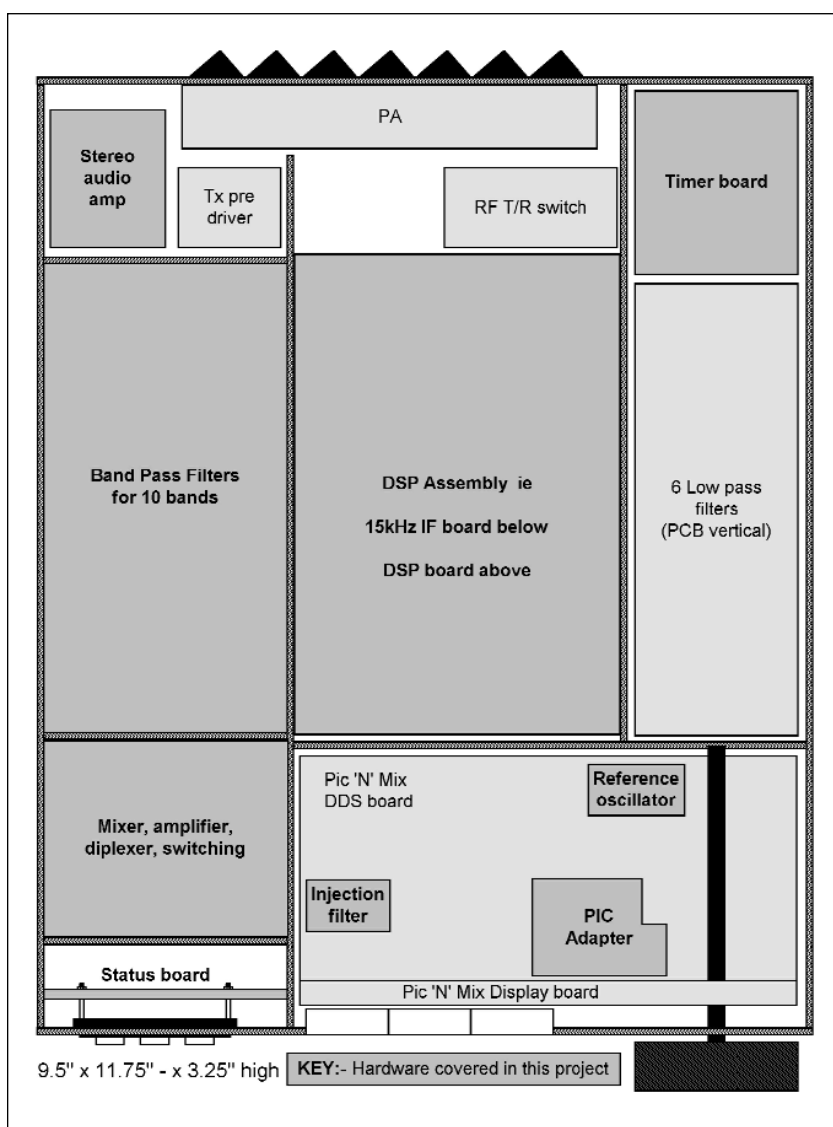 PA
Stereo
audio
amp
Tx pre
driver
RF T/R switch
Timer board
Band Pass Filters
for 10 bands
DSP Assembly ie
15kHz IF board below
DSP board above
6 Low pass
filters
(PCB vertical)
Mixer, amplifier,
diplexer, switching
Pic 'N' Mix
DDS board
Reference
oscillator
Injection
filter
PIC
Adapter
Status board
Pic 'N' Mix Display board
9.5" x 11.75" - x 3.25" high
KEY:- Hardware covered in this project